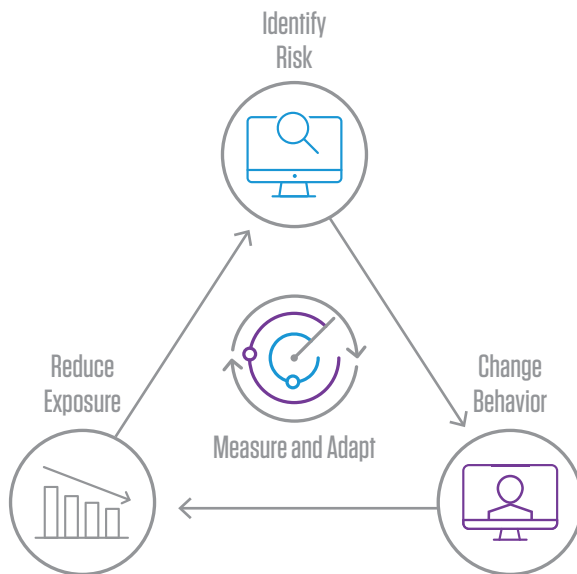 Identify
Risk
Reduce
Exposure
Change
Behavior
Measure and Adapt